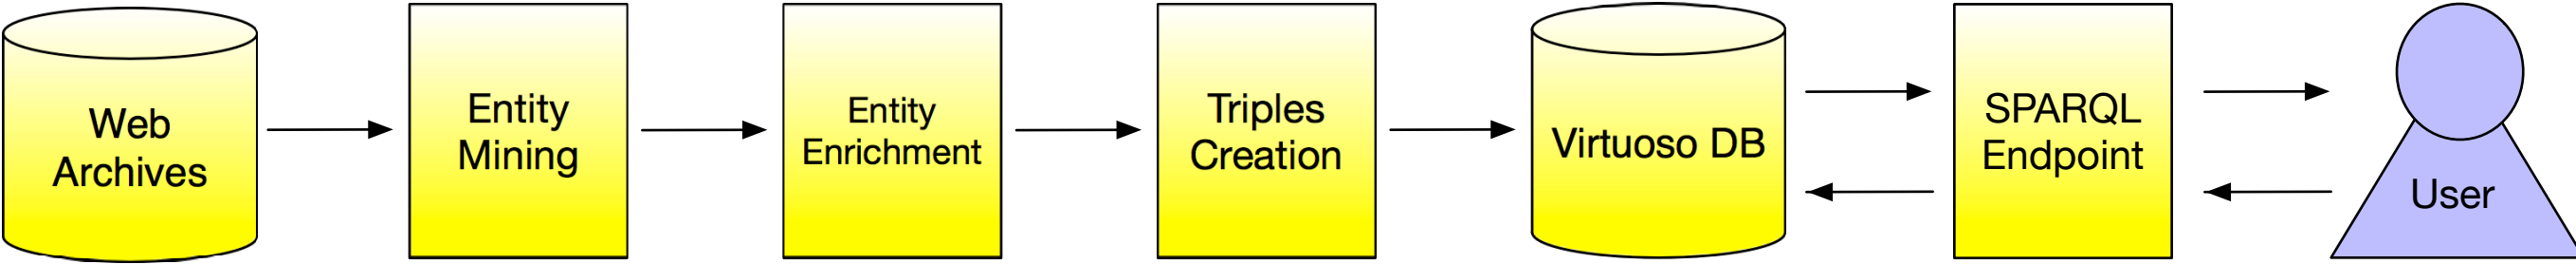 Web
Archives
Entity
Mining
Entity
Enrichment
Triples
Creation
Virtuoso DB
SPARQL
Endpoint
User